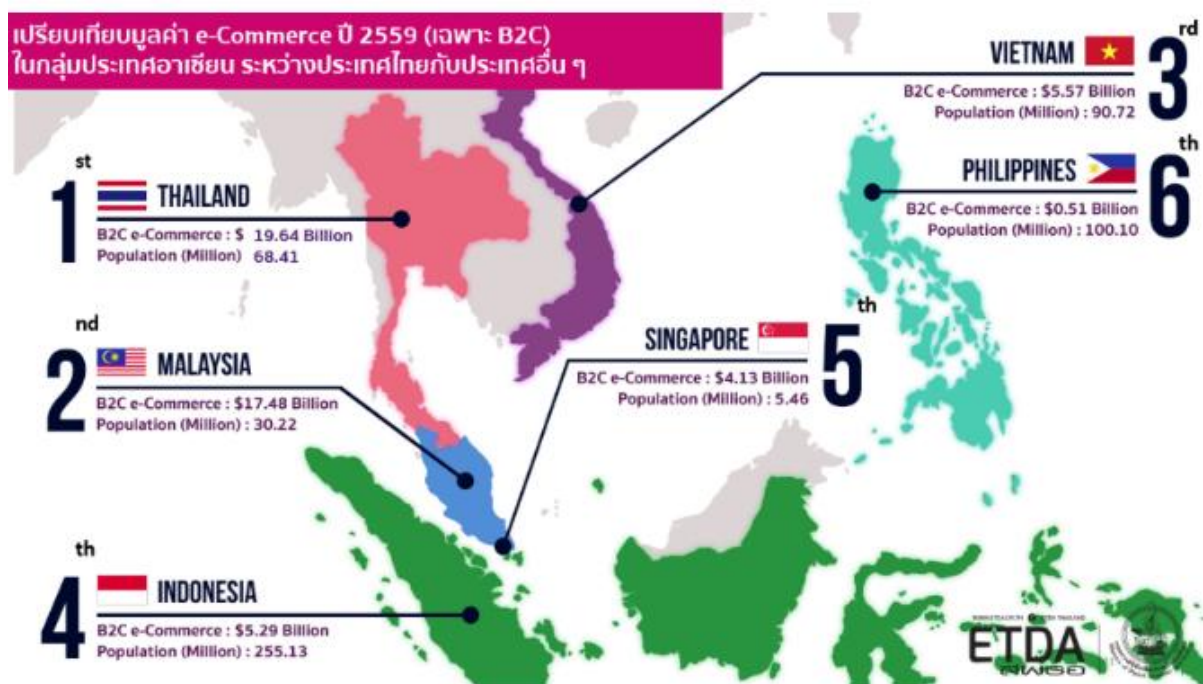 เปรียบเทียบมูลค่า e-Commerce ปี 2559 (เฉพาะ B2C)
ในกลุ่มประเทศอาเซียน ระหว่างประเทศไทยกับประเทศอื่น ๆ
1st
THAILAND
B2C e-Commerce : $ 19.64 Billion
Population (Million) 68.41
2nd
MALAYSIA
B2C e-Commerce : $17.48 Billion
Population (Million) : 30.22
VIETNAM
3rd
B2C e-Commerce : $5.57 Billion
Population (Million) : 90.72
4th
INDONESIA
B2C e-Commerce : $5.29 Billion
Population (Million) : 255.13
SINGAPORE
5th
B2C e-Commerce : $4.13 Billion
Population (Million) : 5.46
PHILIPPINES
6th
B2C e-Commerce : $0.51 Billion
Population (Million) : 100.10
ETDA
สพธอ